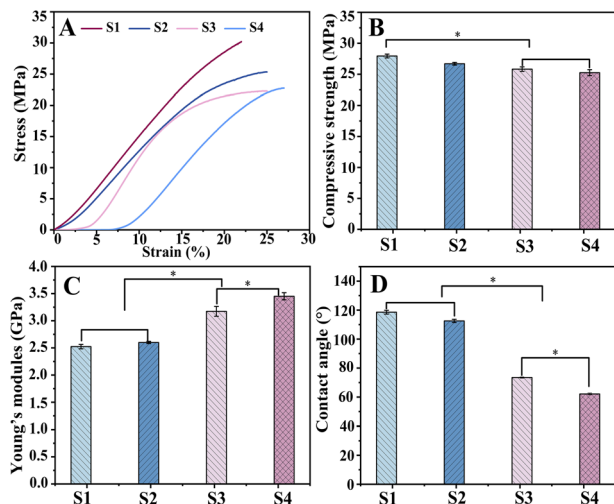 A
S1 S2 S3 S4
Stress (MPa)
35
30
25
20
15
10
5
0
0 5 10 15 20 25 30
Strain (%)
B
*
Compressive strength (MPa)
35
30
25
20
15
10
5
0
S1 S2 S3 S4
C
* *
Young's modules (GPa)
4.0
3.5
3.0
2.5
2.0
1.5
1.0
0.5
0.0
S1 S2 S3 S4
D
* *
Contact angle (°)
140
120
100
80
60
40
20
0
S1 S2 S3 S4